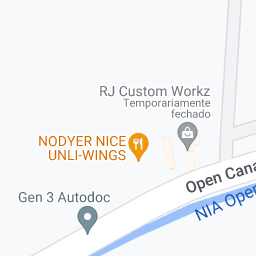 RJ Custom Workz
Temporariamente
fechado
NODYER NICE
UNLI-WINGS
Gen 3 Autodoc
Open Cana
NIA Open